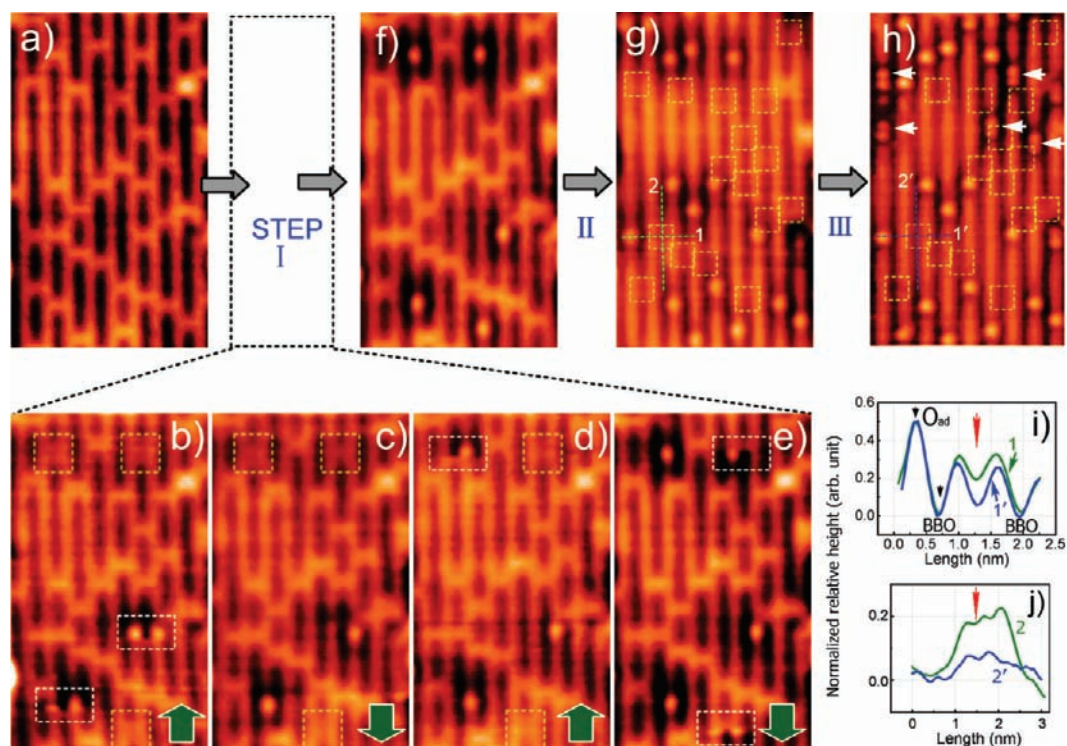 a)
f)
g)
h)
STEP
I
II
III
2
1
2′
1′
b)
c)
d)
e)
Normalized relative height (arb. unit)
i)
0.6
0.4
0.2
0.0
O_ad
1
1′
BBO
BBO
0.0 0.5 1.0 1.5 2.0 2.5
Length (nm)
j)
0.2
0.0
2
2′
0 1 2 3
Length (nm)